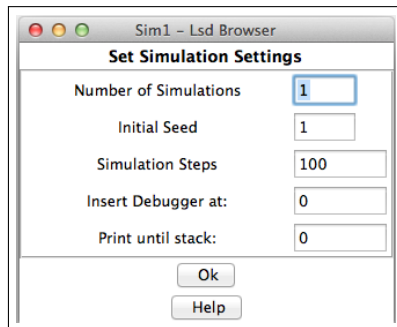 Sim1 – Lsd Browser
Set Simulation Settings
Number of Simulations 1
Initial Seed 1
Simulation Steps 100
Insert Debugger at: 0
Print until stack: 0
Ok
Help